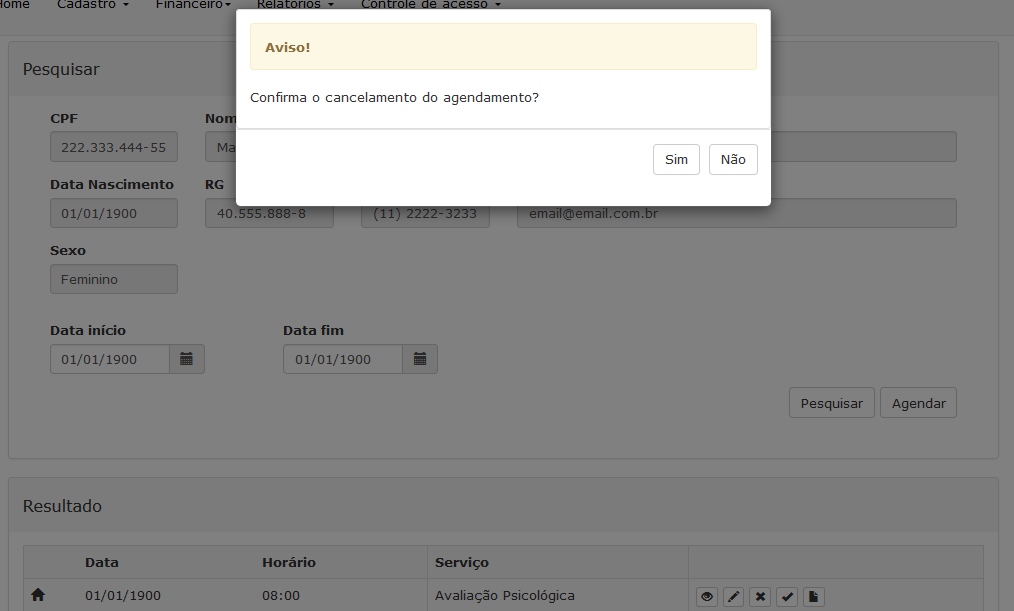 Home Cadastro Financeiro Relatórios Controle de acesso
Aviso!
Confirma o cancelamento do agendamento?
Sim Não
Pesquisar
CPF
222.333.444-55
Data Nascimento RG
01/01/1900 40.555.888-8 (11) 2222-3233 email@email.com.br
Sexo
Feminino
Data início Data fim
01/01/1900 01/01/1900
Pesquisar Agendar
Resultado
Data Horário Serviço
01/01/1900 08:00 Avaliação Psicológica